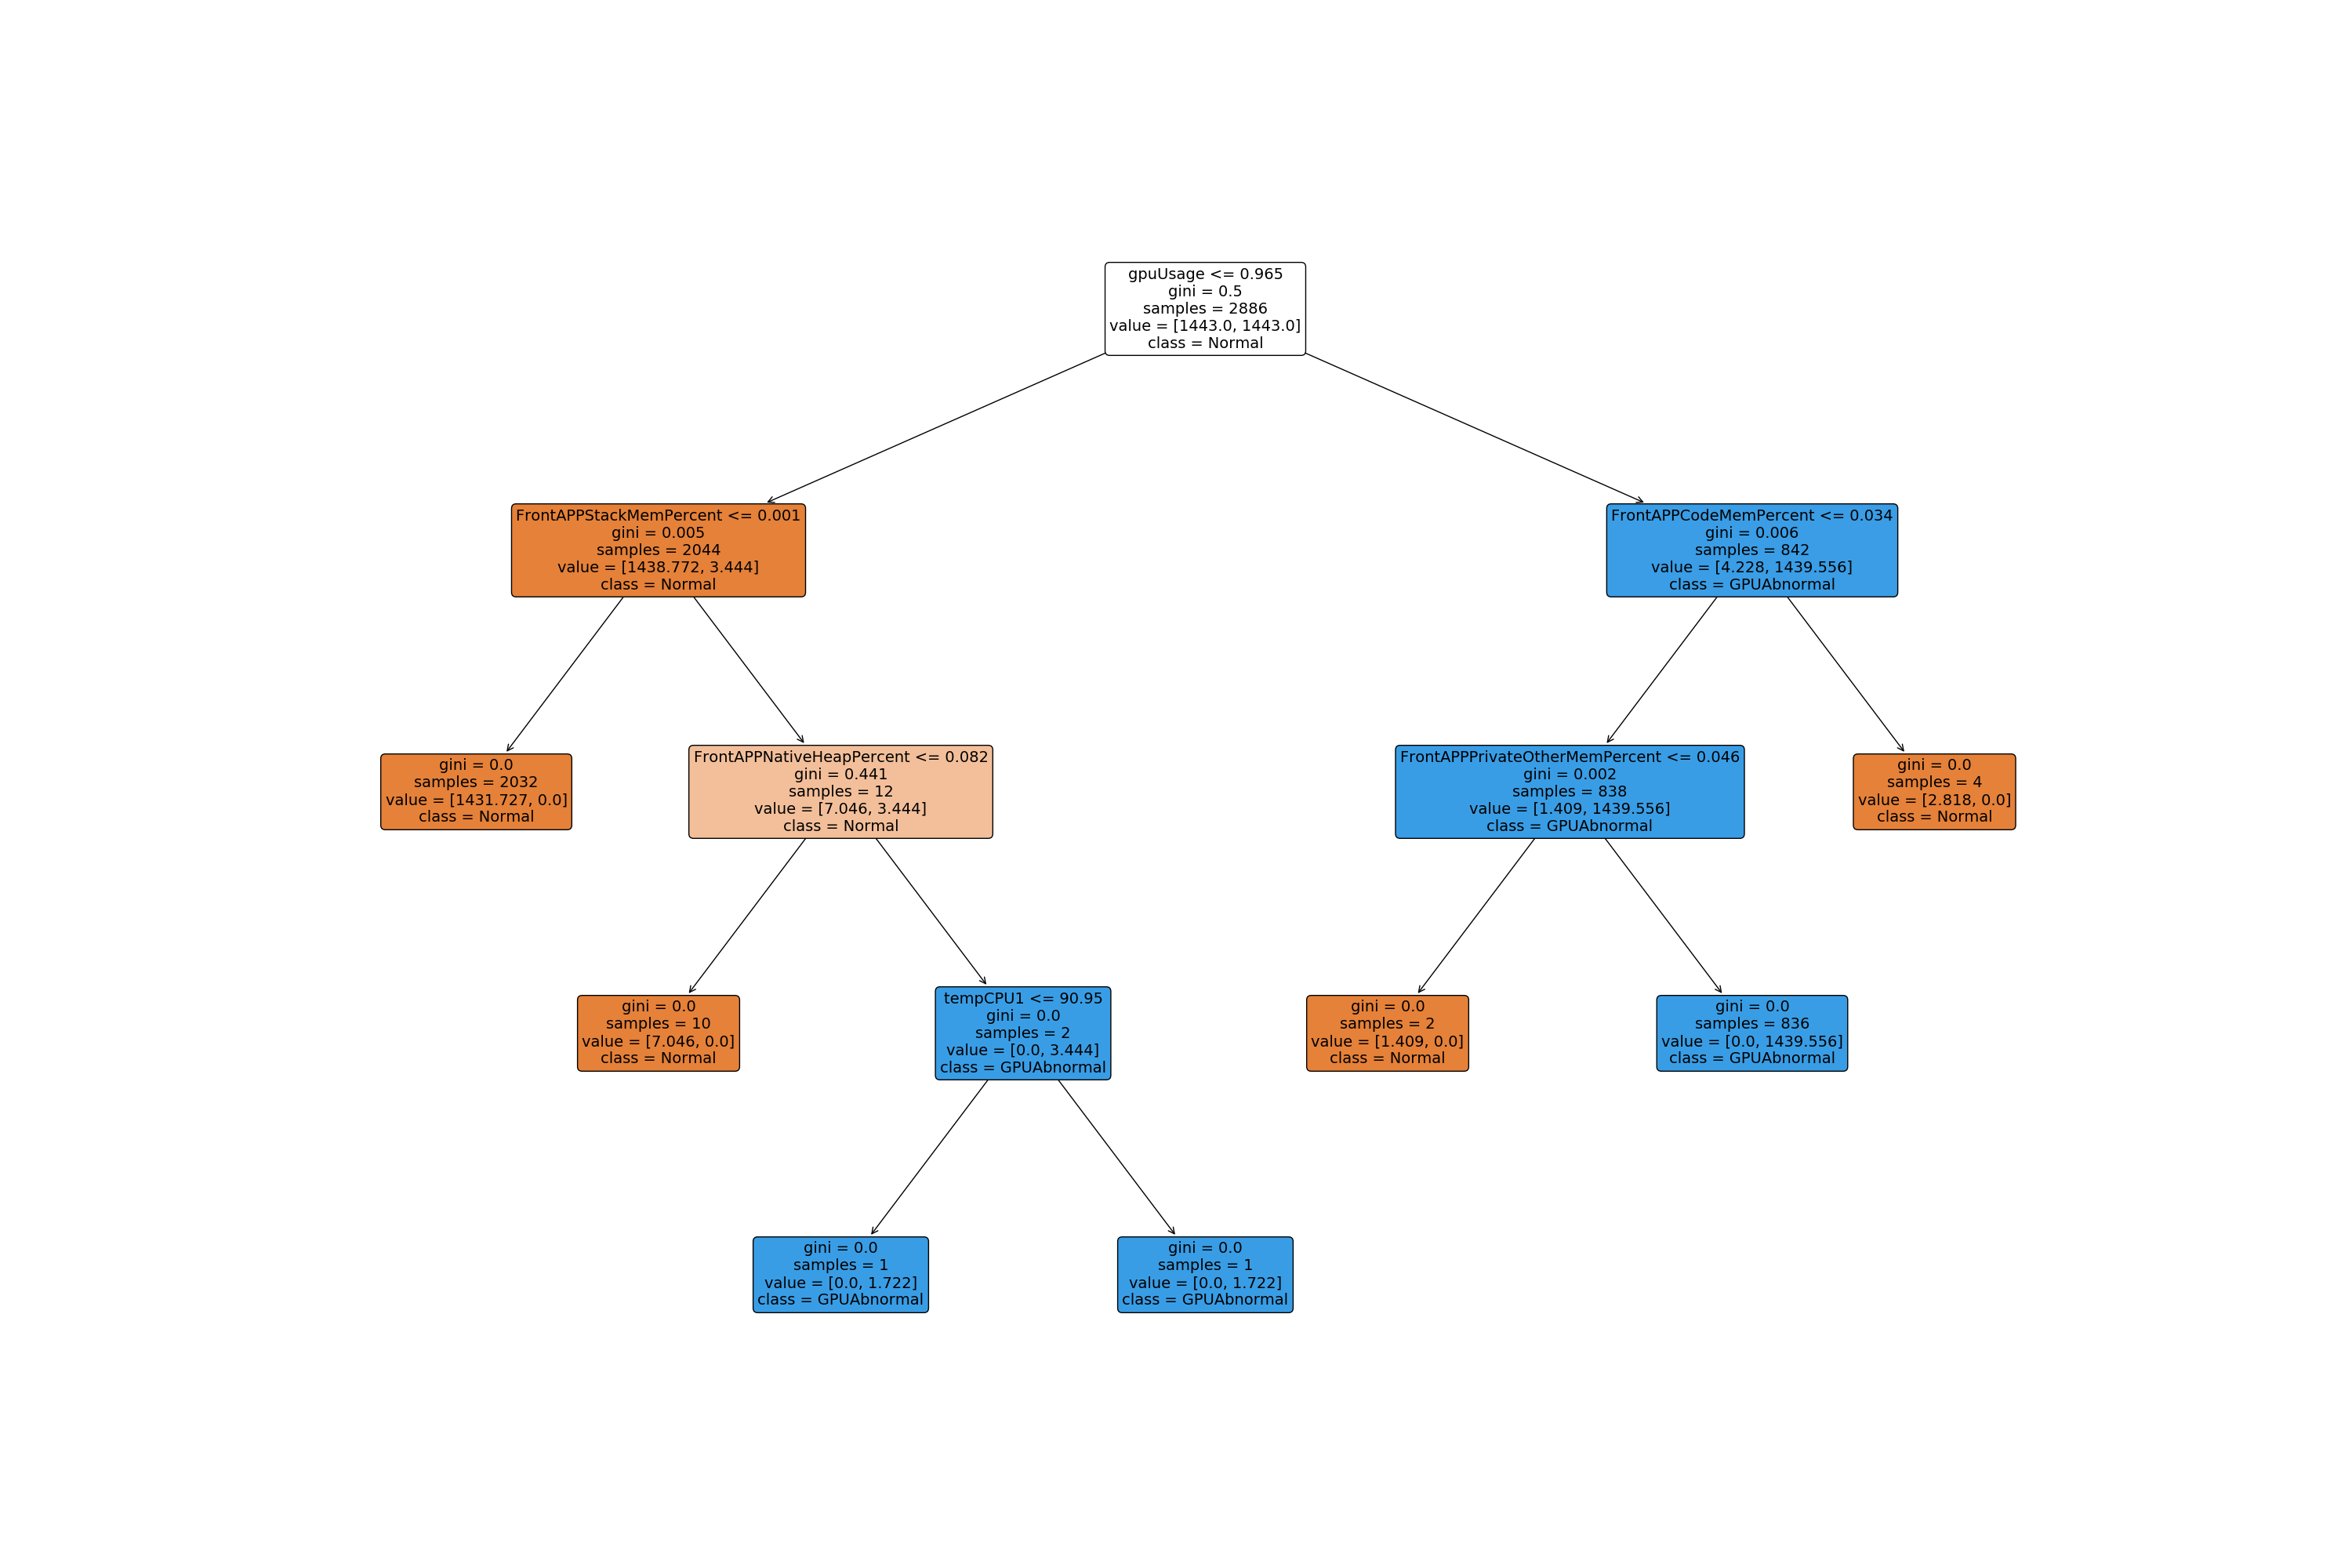 gpuUsage <= 0.965
gini = 0.5
samples = 2886
value = [1443.0, 1443.0]
class = Normal
FrontAPPStackMemPercent <= 0.001
gini = 0.005
samples = 2044
value = [1438.772, 3.444]
class = Normal
FrontAPPCodeMemPercent <= 0.034
gini = 0.006
samples = 842
value = [4.228, 1439.556]
class = GPUAbnormal
gini = 0.0
samples = 2032
value = [1431.727, 0.0]
class = Normal
FrontAPPNativeHeapPercent <= 0.082
gini = 0.441
samples = 12
value = [7.046, 3.444]
class = Normal
FrontAPPPrivateOtherMemPercent <= 0.046
gini = 0.002
samples = 838
value = [1.409, 1439.556]
class = GPUAbnormal
gini = 0.0
samples = 4
value = [2.818, 0.0]
class = Normal
gini = 0.0
samples = 10
value = [7.046, 0.0]
class = Normal
tempCPU1 <= 90.95
gini = 0.0
samples = 2
value = [0.0, 3.444]
class = GPUAbnormal
gini = 0.0
samples = 2
value = [1.409, 0.0]
class = Normal
gini = 0.0
samples = 836
value = [0.0, 1439.556]
class = GPUAbnormal
gini = 0.0
samples = 1
value = [0.0, 1.722]
class = GPUAbnormal
gini = 0.0
samples = 1
value = [0.0, 1.722]
class = GPUAbnormal